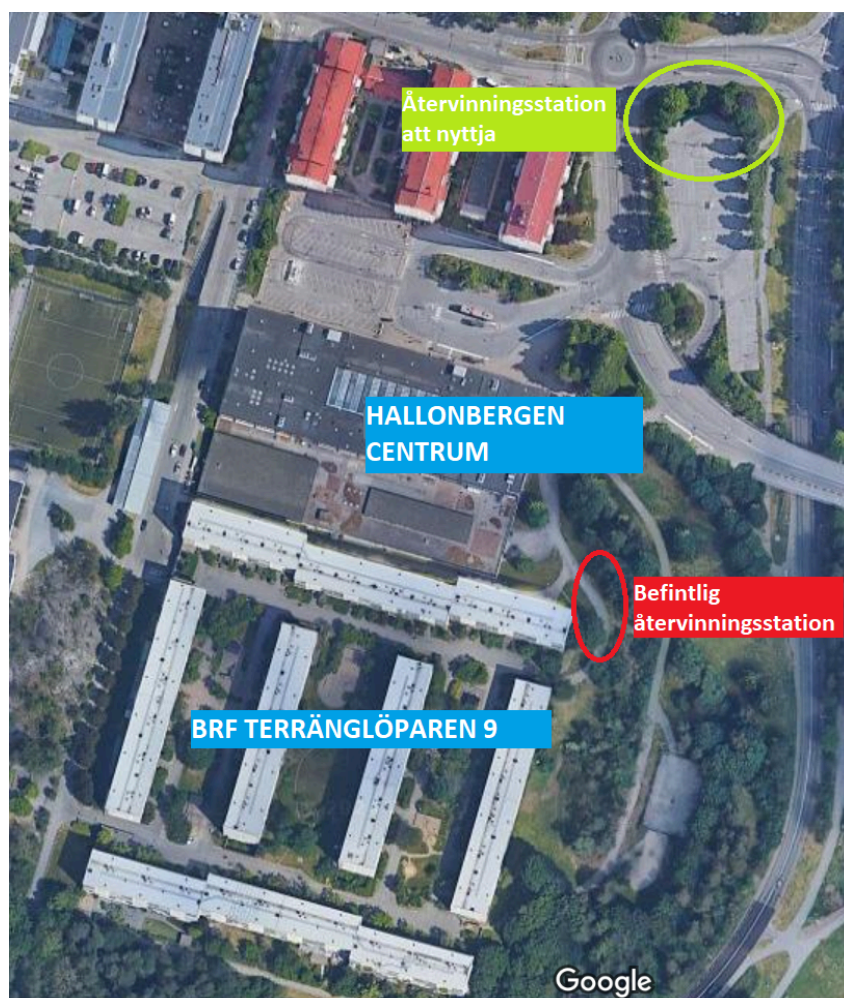 Återvinningsstation
att nyttja
HALLONBERGEN
CENTRUM
Befintlig
återvinningsstation
BRF TERRÄNGLÖPAREN 9
Google